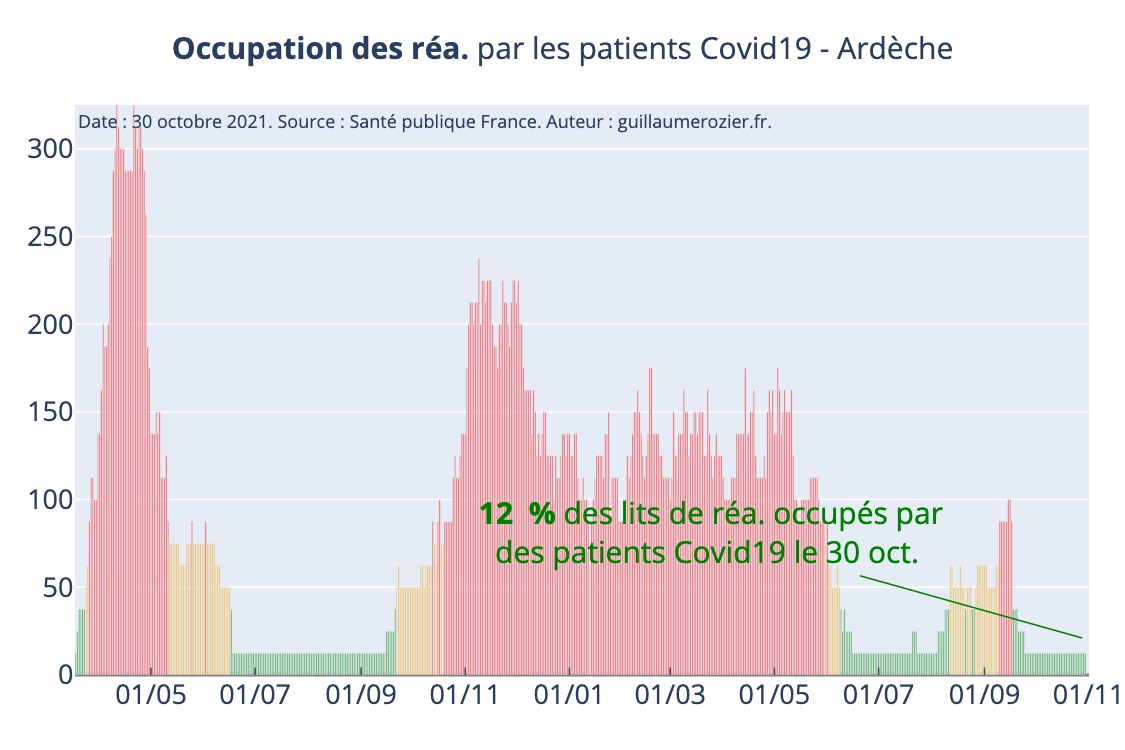 Occupation des réa. par les patients Covid19 - Ardèche
Date : 30 octobre 2021. Source : Santé publique France. Auteur : guillaumerozier.fr.
300
250
200
150
100
50
0
12 % des lits de réa. occupés par
des patients Covid19 le 30 oct.
01/05 01/07 01/09 01/11 01/01 01/03 01/05 01/07 01/09 01/11